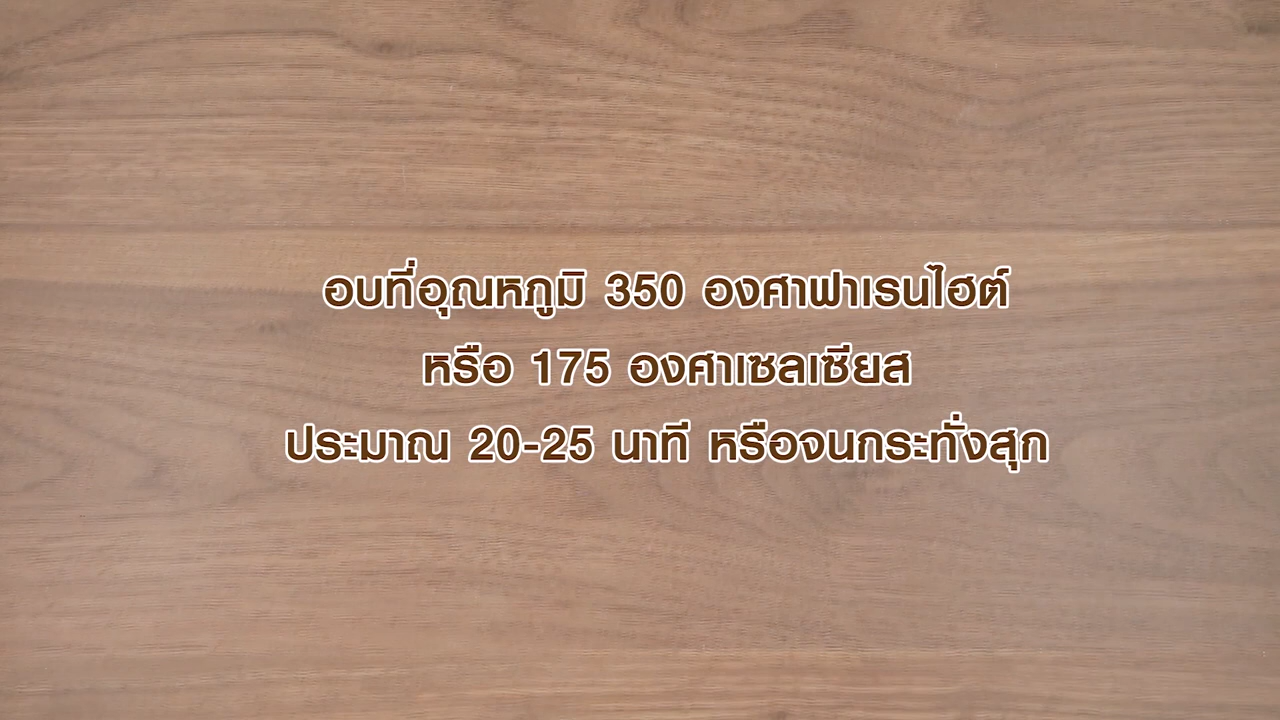 อบที่อุณหภูมิ 350 องศาฟาเรนไฮต์
หรือ 175 องศาเซลเซียส
ประมาณ 20-25 นาที หรือจนกระทั่งสุก